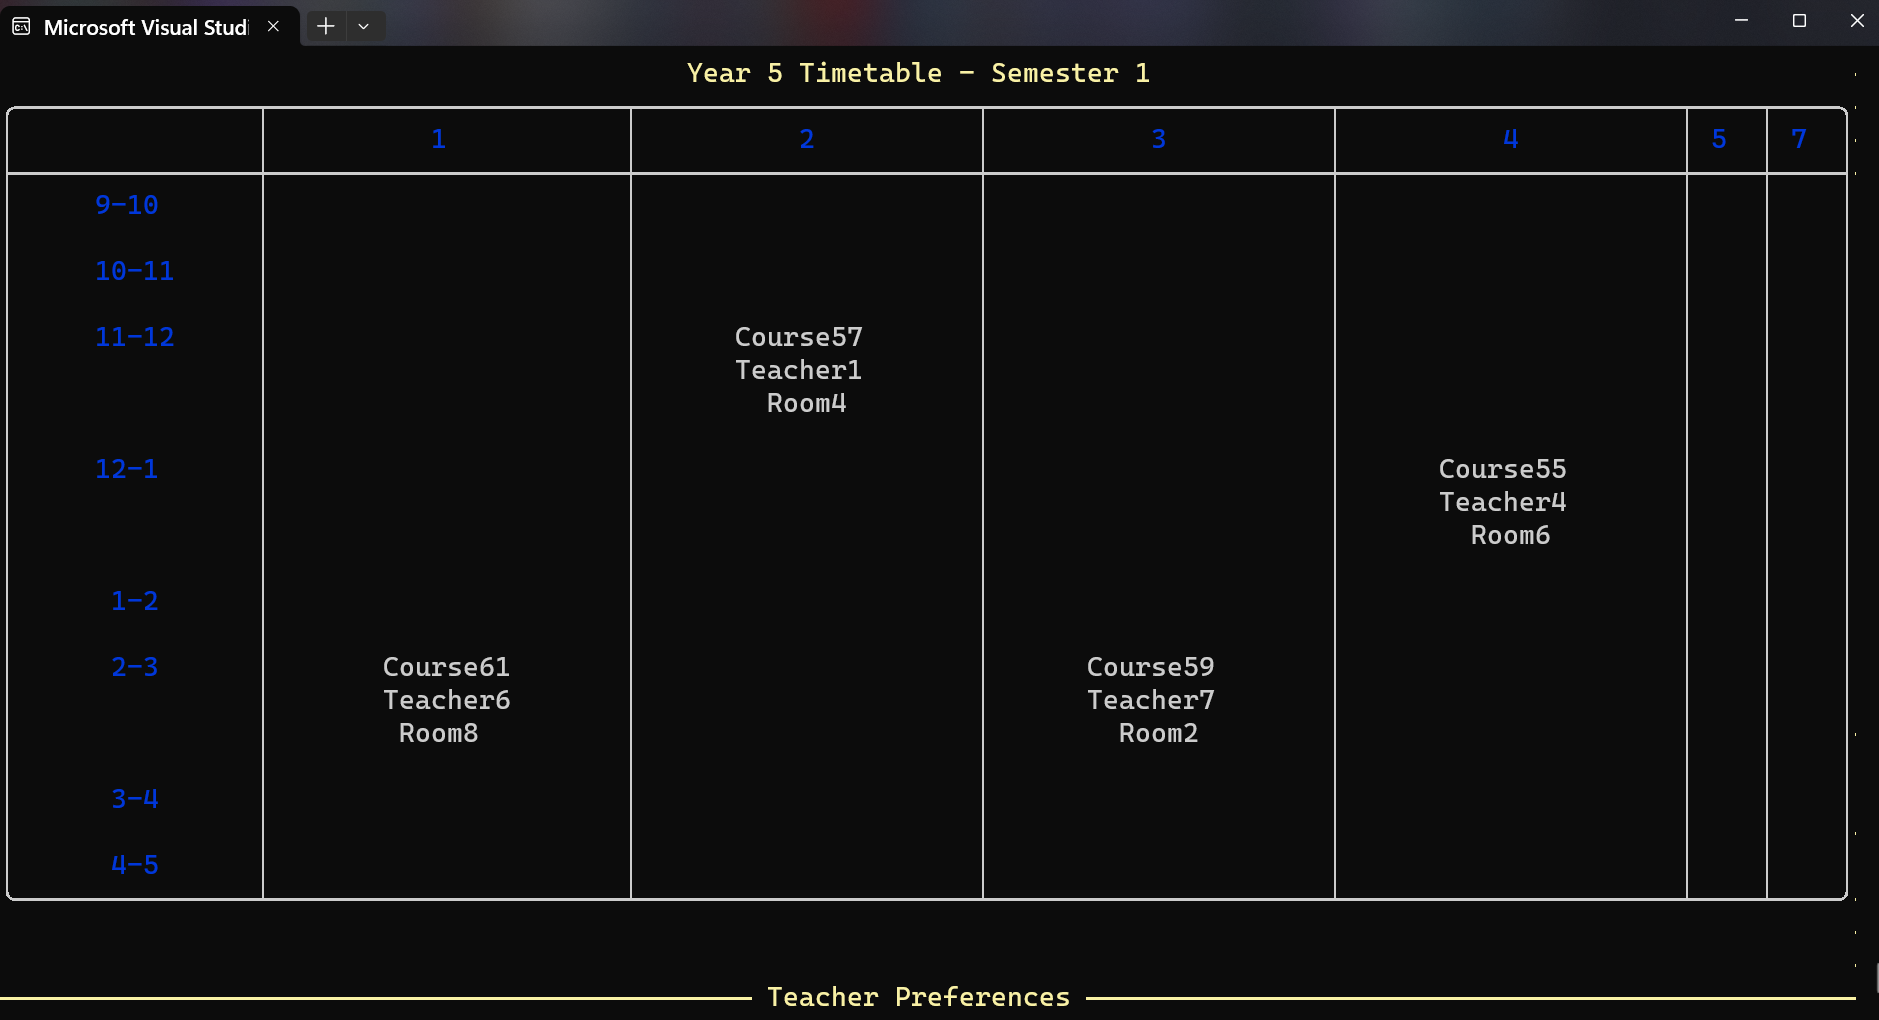 Microsoft Visual Studi
Year 5 Timetable - Semester 1
1 2 3 4 5 7
9-10
10-11
11-12 Course57
Teacher1
Room4
12-1 Course55
Teacher4
Room6
1-2
2-3 Course61 Course59
Teacher6 Teacher7
Room8 Room2
3-4
4-5
Teacher Preferences